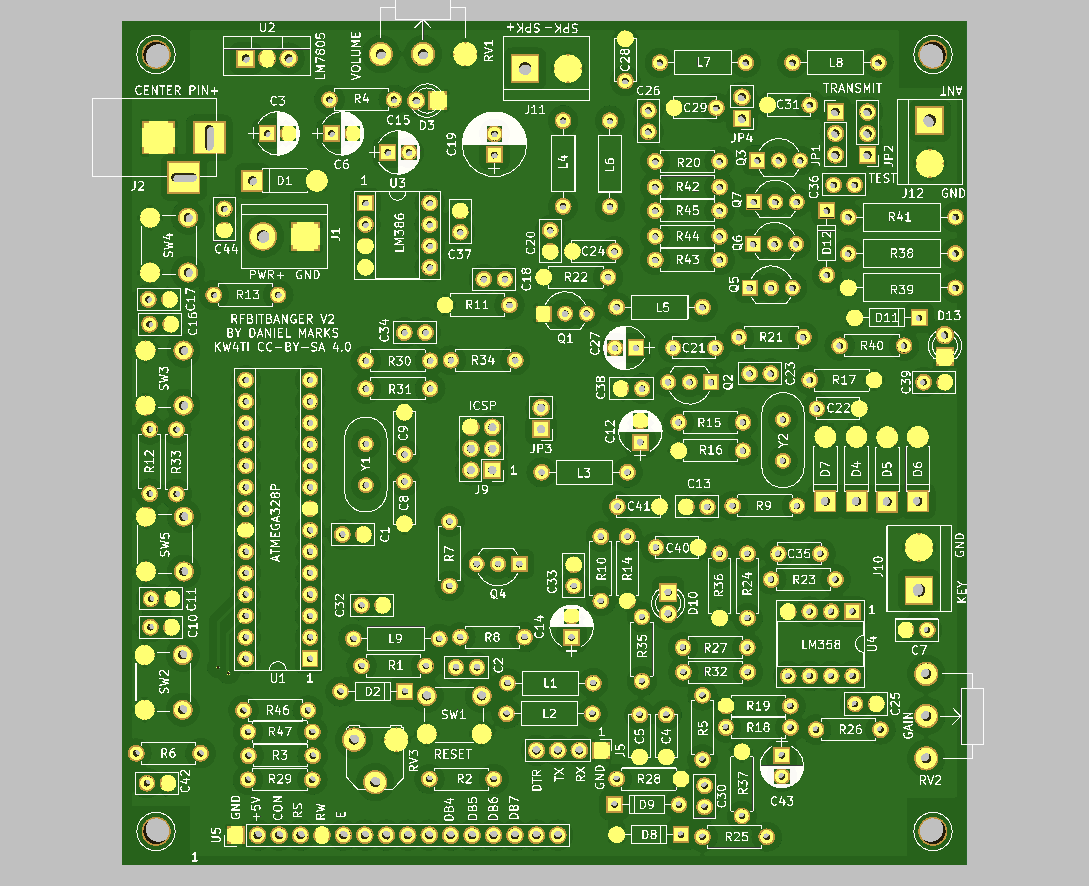 U2
LM7805
VOLUME
RV1
SPK-SPK+
J11
C28
L7
L8
TRANSMIT
ANT
CENTER PIN+
C3
R4
C15
D3
C6
C19
C26
C29
JP4
C31
JP1
JP2
TEST
J12
GND
J2
D1
U3
1
LM386
C37
L4
L6
R20
R42
R45
R44
R43
Q3
Q7
Q6
Q5
C36
D12
R41
R38
R39
SW4
C44
J1
PWR+ GND
C20
C24
C18
R22
R13
R11
Q1
L5
D11
D13
C17
C16
RFBITBANGER V2
BY DANIEL MARKS
KW4TI CC-BY-SA 4.0
C34
C27
C21
R21
R40
SW3
R30
R34
R31
C38
Q2
C23
R17
C39
ICSP
JP3
C12
R15
R16
Y2
C22
R12
R33
Y1
C9
C8
J9
1
L3
C13
D7
D4
D5
D6
ATMEGA328P
C41
R9
SW5
C1
R7
Q4
C33
R10
R14
C40
R36
R24
C35
R23
J10
GND
KEY
C11
C10
C32
C14
D10
R35
1
LM358
U4
C7
L9
R8
R27
R32
SW2
U1
1
R1
C2
D2
SW1
RESET
L1
L2
R46
R47
R3
R29
RV3
R2
R6
C42
C5
C4
R5
R19
R18
C25
R26
GAIN
RV2
1
J5
DTR
TX
RX
GND
R28
C30
R37
C43
D9
D8
R25
U5
GND
+5V
CON
RS
RW
E
DB4
DB5
DB6
DB7
1